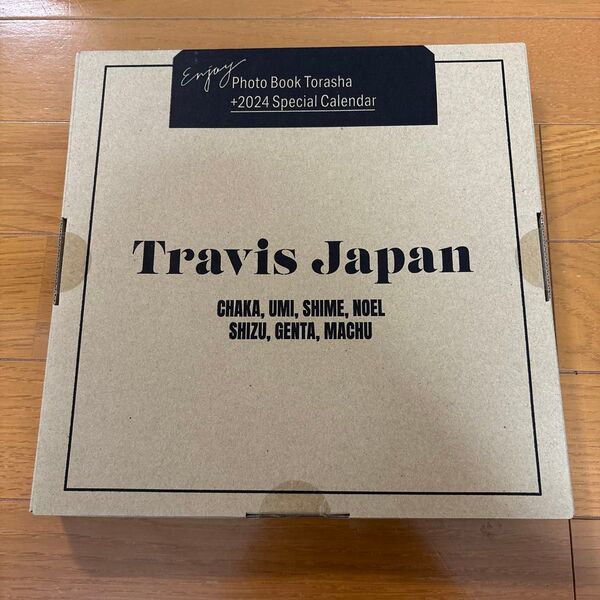 Enjoy
Photo Book Torasha
+2024 Special Calendar
Travis Japan
CHAKA, UMI, SHIME, NOEL
SHIZU, GENTA, MACHU